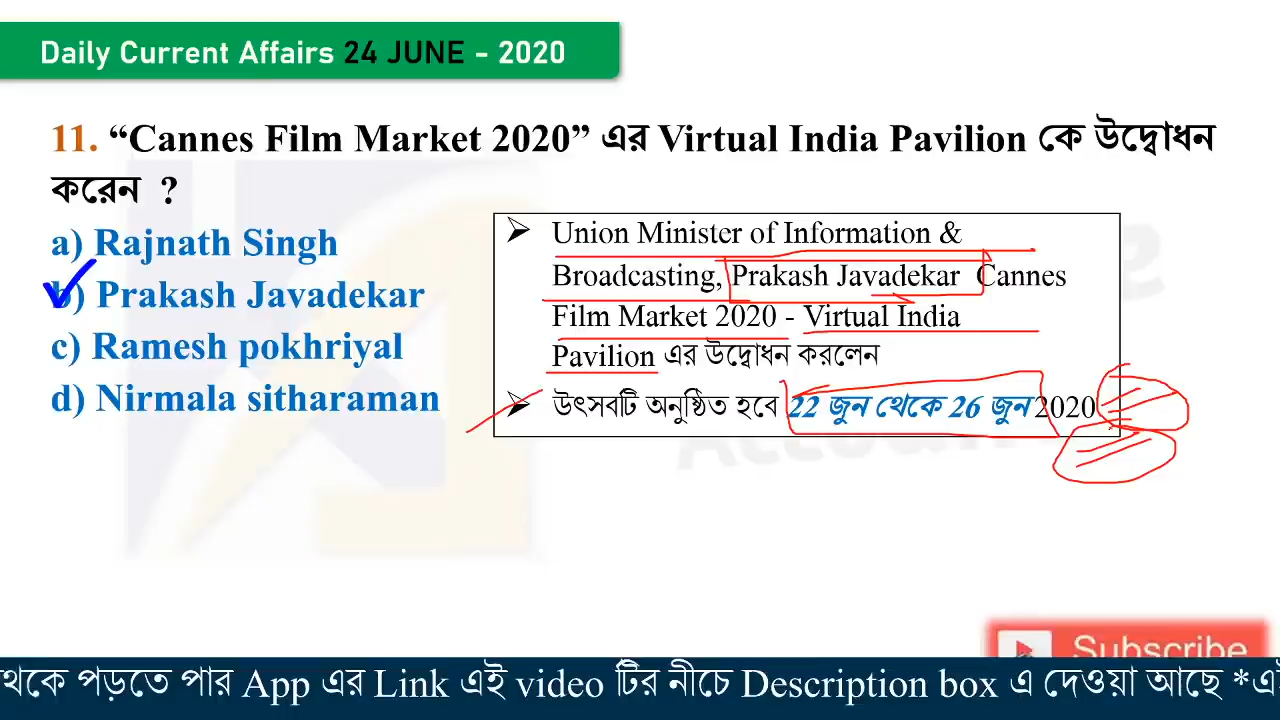 Daily Current Affairs 24 JUNE - 2020
11. “Cannes Film Market 2020” এর Virtual India Pavilion কে উদ্বোধন
করেন ?
a) Rajnath Singh
b) Prakash Javadekar
c) Ramesh pokhriyal
d) Nirmala sitharaman
➢ Union Minister of Information &
Broadcasting, Prakash Javadekar Cannes
Film Market 2020 - Virtual India
Pavilion এর উদ্বোধন করলেন
➢ উৎসবটি অনুষ্ঠিত হবে 22 জুন থেকে 26 জুন 2020
Subscribe
থেকে পড়তে পার App এর Link এই video টির নীচে Description box এ দেওয়া আছে *এই